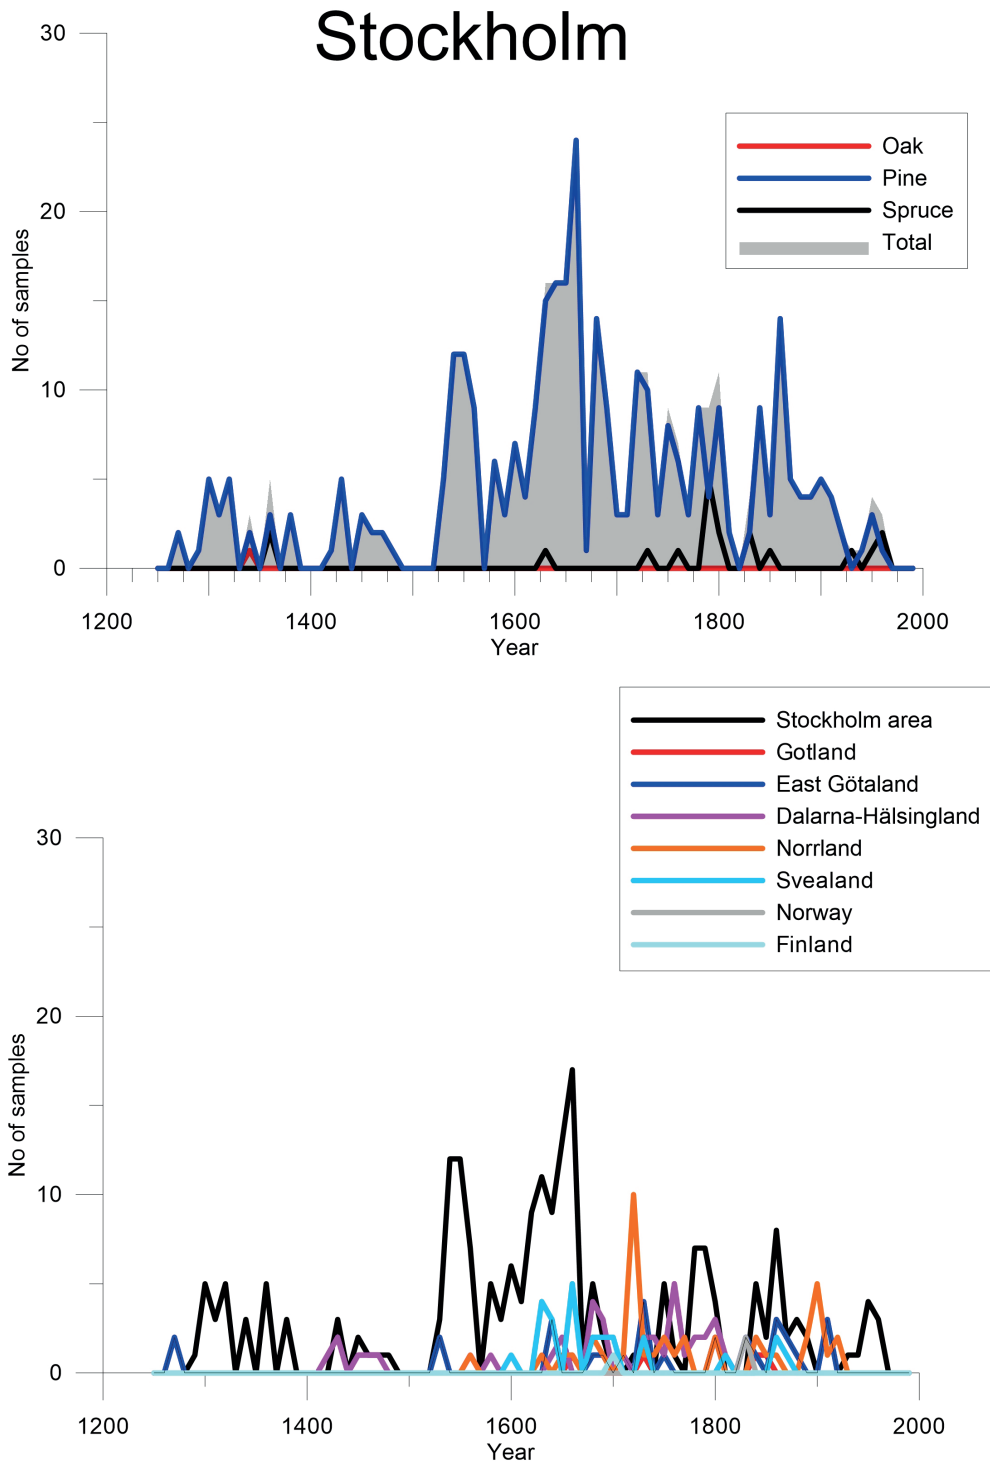 Stockholm
30
20
10
0
No of samples
Oak
Pine
Spruce
Total
1200 1400 1600 1800 2000
Year
Stockholm area
Gotland
East Götaland
Dalarna-Hälsingland
Norrland
Svealand
Norway
Finland
30
20
10
0
No of samples
1200 1400 1600 1800 2000
Year